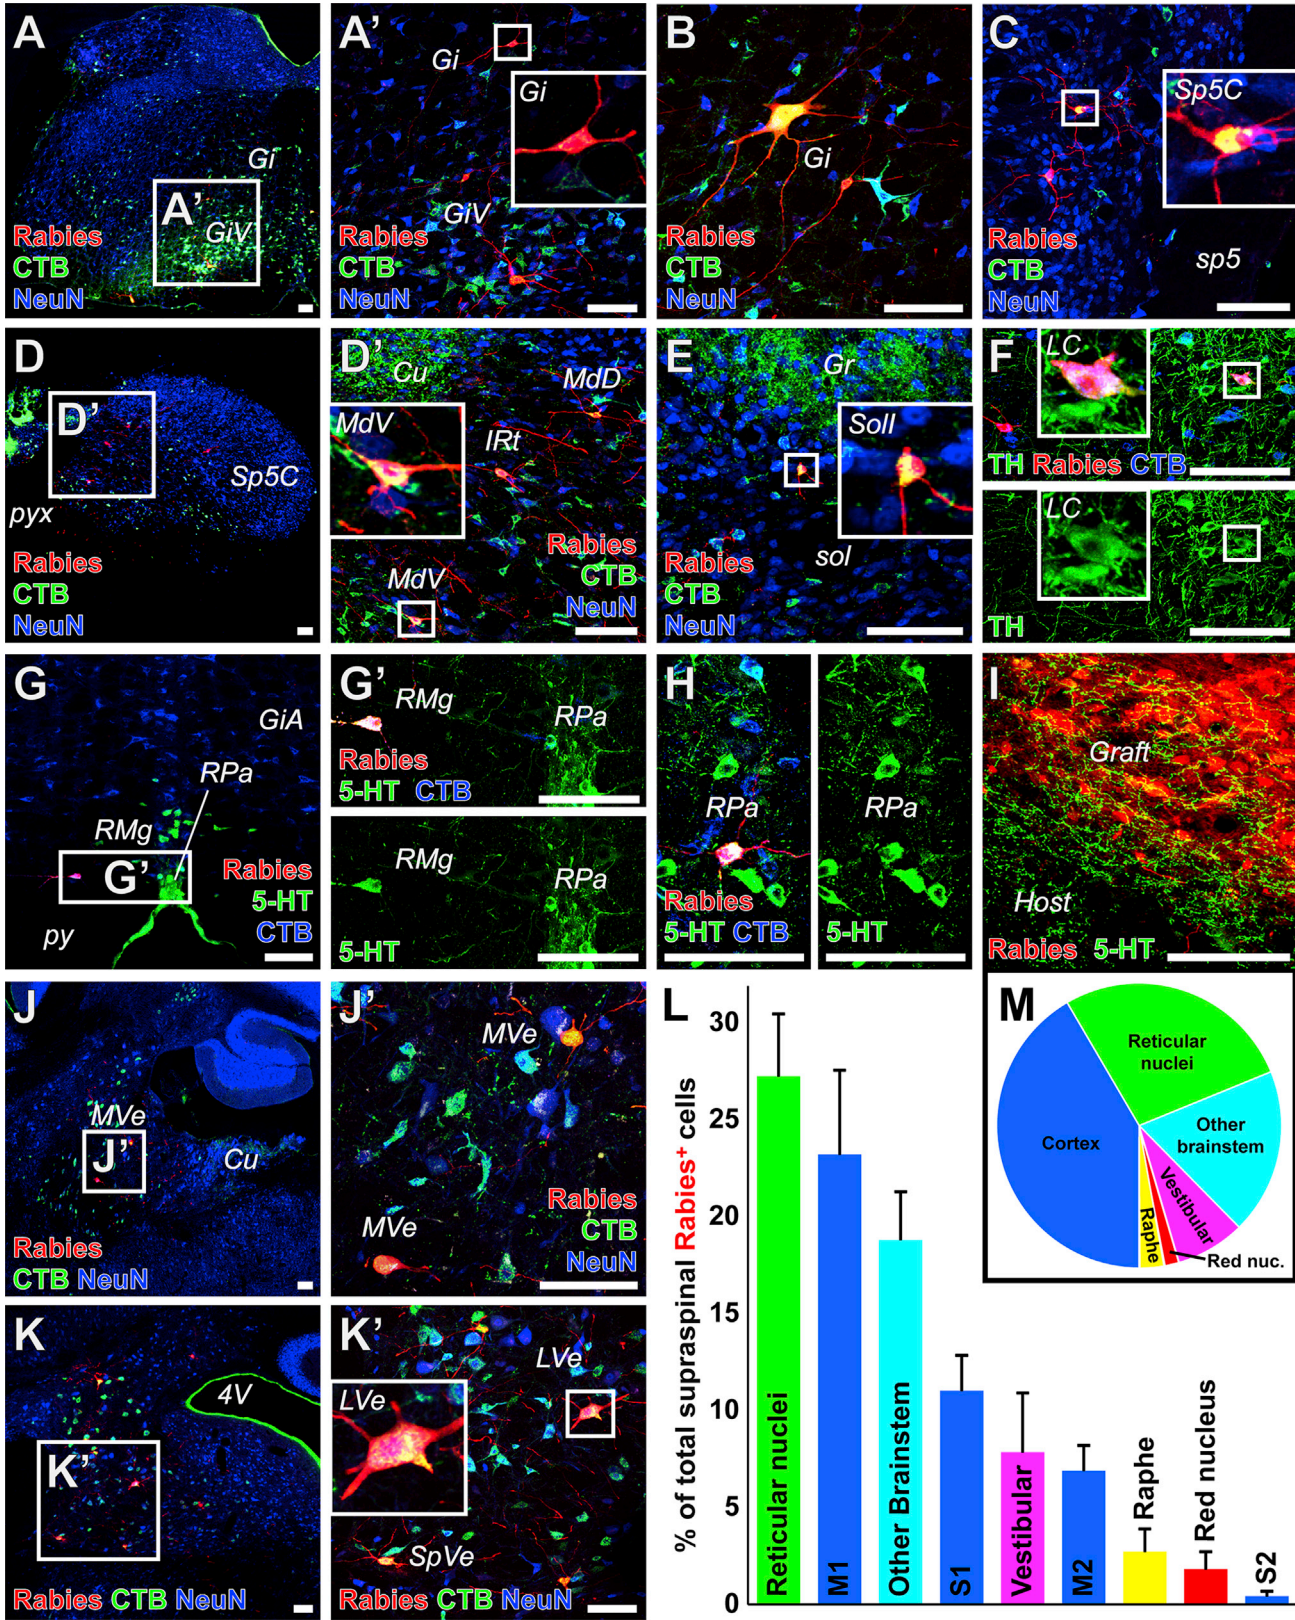 A
Gi
A’
GiV
Rabies
CTB
NeuN
A’
Gi
Gi
GiV
Rabies
CTB
NeuN
B
Gi
Rabies
CTB
NeuN
C
Sp5C
Rabies
CTB
NeuN
sp5
D
D’
Sp5C
pyx
Rabies
CTB
NeuN
D’
Cu
MdD
MdV
IRt
MdV
Rabies
CTB
NeuN
E
Gr
SolI
sol
Rabies
CTB
NeuN
F
LC
TH Rabies CTB
LC
TH
G
GiA
RPa
RMg
G’
py
Rabies
5-HT
CTB
G’
RMg
RPa
Rabies
5-HT CTB
RMg
RPa
5-HT
H
RPa
Rabies
5-HT CTB
RPa
5-HT
I
Graft
Host
Rabies 5-HT
J
MVe
J’
Cu
Rabies
CTB NeuN
J’
MVe
MVe
Rabies
CTB
NeuN
K
4V
K’
Rabies CTB NeuN
K’
LVe
LVe
SpVe
Rabies CTB NeuN
L
% of total supraspinal Rabies+ cells
30
25
20
15
10
5
0
Reticular nuclei
M1
Other Brainstem
S1
Vestibular
M2
Raphe
Red nucleus
S2
M
Reticular
nuclei
Other
brainstem
Cortex
Vestibular
Raphe
Red nuc.